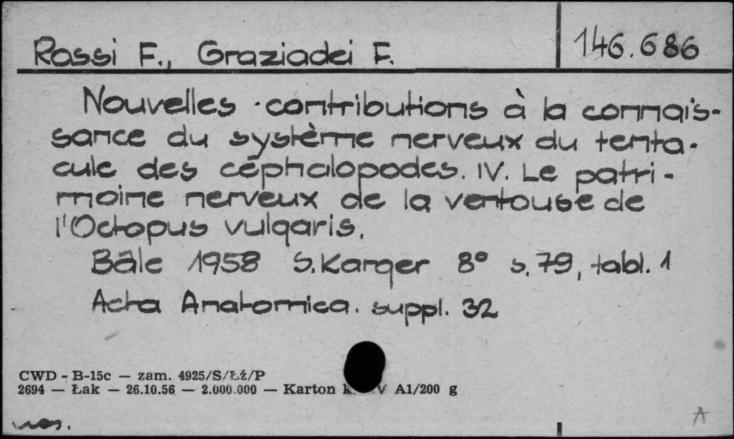 Rossi F., Graziadei F.
146.686
Nouvelles contributions à la connais-
sance du système nerveux du tenta-
cule des céphalopodes. IV. Le patri-
moine nerveux de la ventouse de
l'Octopus vulgaris.
Bâle 1958 S. Karger 8° s. 79, tabl. 1
Acta Anatomica. suppl. 32
CWD - B-15c — zam. 4925/S/Łź/P
2694 — Łak — 26.10.56 — 2.000.000 — Karton A1/200 g
A